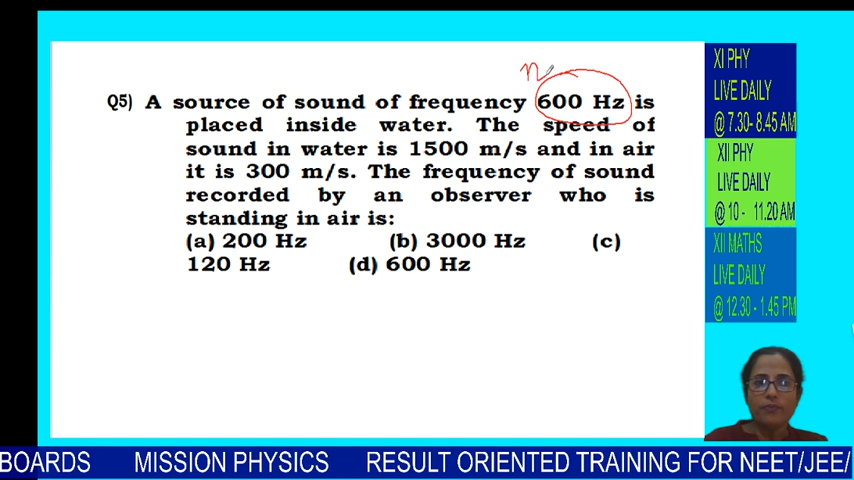 n
Q5) A source of sound of frequency 600 Hz is
placed inside water. The speed of
sound in water is 1500 m/s and in air
it is 300 m/s. The frequency of sound
recorded by an observer who is
standing in air is:
(a) 200 Hz (b) 3000 Hz (c)
120 Hz (d) 600 Hz
XI PHY
LIVE DAILY
@ 7.30- 8.45 AM
XII PHY
LIVE DAILY
@ 10 - 11.20 AM
XII MATHS
LIVE DAILY
@ 12.30 - 1.45 PM
BOARDS MISSION PHYSICS RESULT ORIENTED TRAINING FOR NEET/JEE/